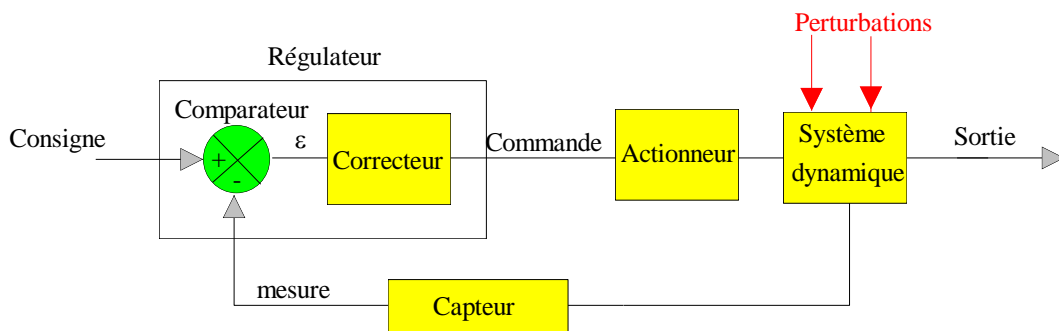 Perturbations
Régulateur
Comparateur
Consigne
+
-
ε
Correcteur
Commande
Actionneur
Système
dynamique
Sortie
mesure
Capteur